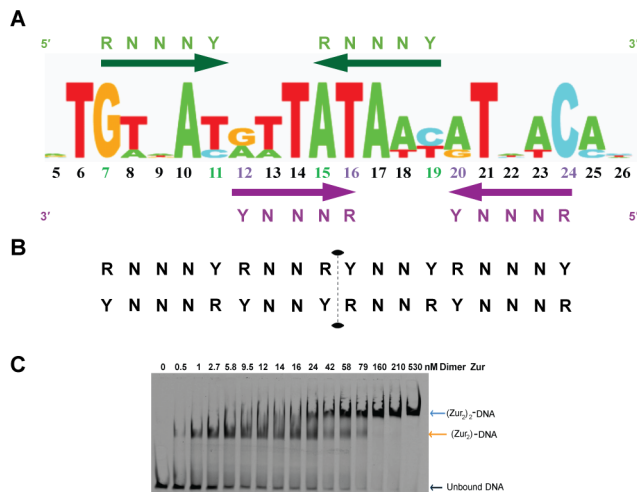 A
5′ R N N N Y R N N N Y 3′
TGTAATGTTATAACATTACA
5 6 7 8 9 10 11 12 13 14 15 16 17 18 19 20 21 22 23 24 25 26
3′ Y N N N R Y N N N R 5′
B
R N N N Y R N N R Y N N Y R N N N Y
Y N N N R Y N N Y R N N R Y N N N R
C
0 0.5 1 2.7 5.8 9.5 12 14 16 24 42 58 79 160 210 530 nM Dimer Zur
(Zur₂)₂-DNA
(Zur₂)-DNA
Unbound DNA